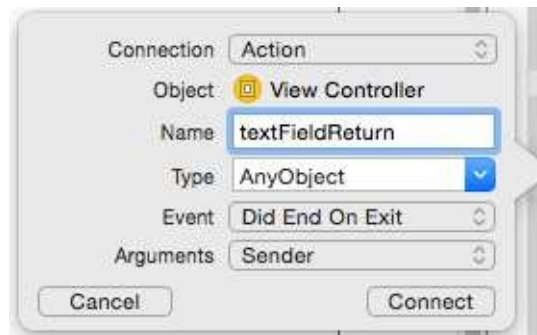 Connection Action
Object View Controller
Name textFieldReturn
Type AnyObject
Event Did End On Exit
Arguments Sender
Cancel Connect